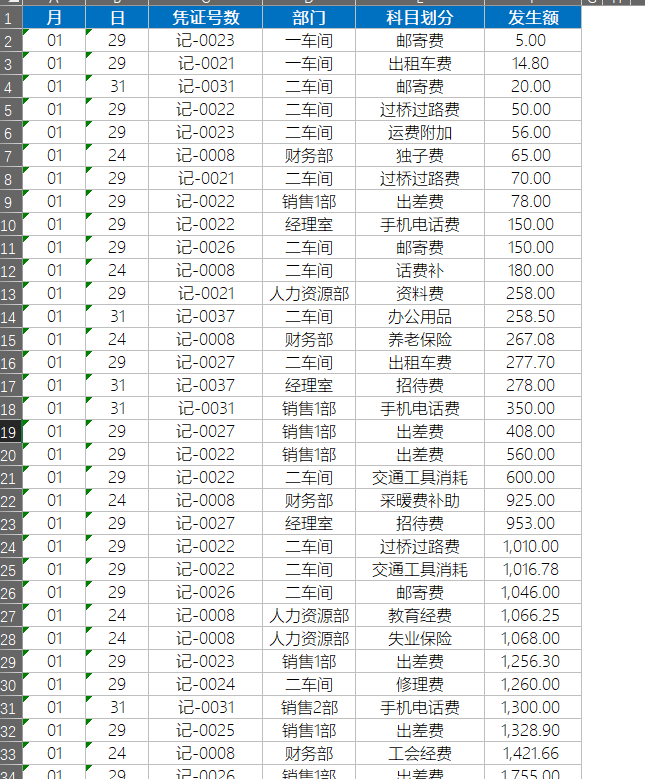 月 日 凭证号数 部门 科目划分 发生额
1
2 01 29 记-0023 一车间 邮寄费 5.00
3 01 29 记-0021 一车间 出租车费 14.80
4 01 31 记-0031 二车间 邮寄费 20.00
5 01 29 记-0022 二车间 过桥过路费 50.00
6 01 29 记-0023 二车间 运费附加 56.00
7 01 24 记-0008 财务部 独子费 65.00
8 01 29 记-0021 二车间 过桥过路费 70.00
9 01 29 记-0022 销售1部 出差费 78.00
10 01 29 记-0022 经理室 手机电话费 150.00
11 01 29 记-0026 二车间 邮寄费 150.00
12 01 24 记-0008 二车间 话费补 180.00
13 01 29 记-0021 人力资源部 资料费 258.00
14 01 31 记-0037 二车间 办公用品 258.50
15 01 24 记-0008 财务部 养老保险 267.08
16 01 29 记-0027 二车间 出租车费 277.70
17 01 31 记-0037 经理室 招待费 278.00
18 01 31 记-0031 销售1部 手机电话费 350.00
19 01 29 记-0027 销售1部 出差费 408.00
20 01 29 记-0022 销售1部 出差费 560.00
21 01 29 记-0022 二车间 交通工具消耗 600.00
22 01 24 记-0008 财务部 采暖费补助 925.00
23 01 29 记-0027 经理室 招待费 953.00
24 01 29 记-0022 二车间 过桥过路费 1,010.00
25 01 29 记-0022 二车间 交通工具消耗 1,016.78
26 01 29 记-0026 二车间 邮寄费 1,046.00
27 01 24 记-0008 人力资源部 教育经费 1,066.25
28 01 24 记-0008 人力资源部 失业保险 1,068.00
29 01 29 记-0023 销售1部 出差费 1,256.30
30 01 29 记-0024 二车间 修理费 1,260.00
31 01 31 记-0031 销售2部 手机电话费 1,300.00
32 01 29 记-0025 销售1部 出差费 1,328.90
33 01 24 记-0008 财务部 工会经费 1,421.66
34 01 29 记-0026 销售1部 出差费 1,755.00